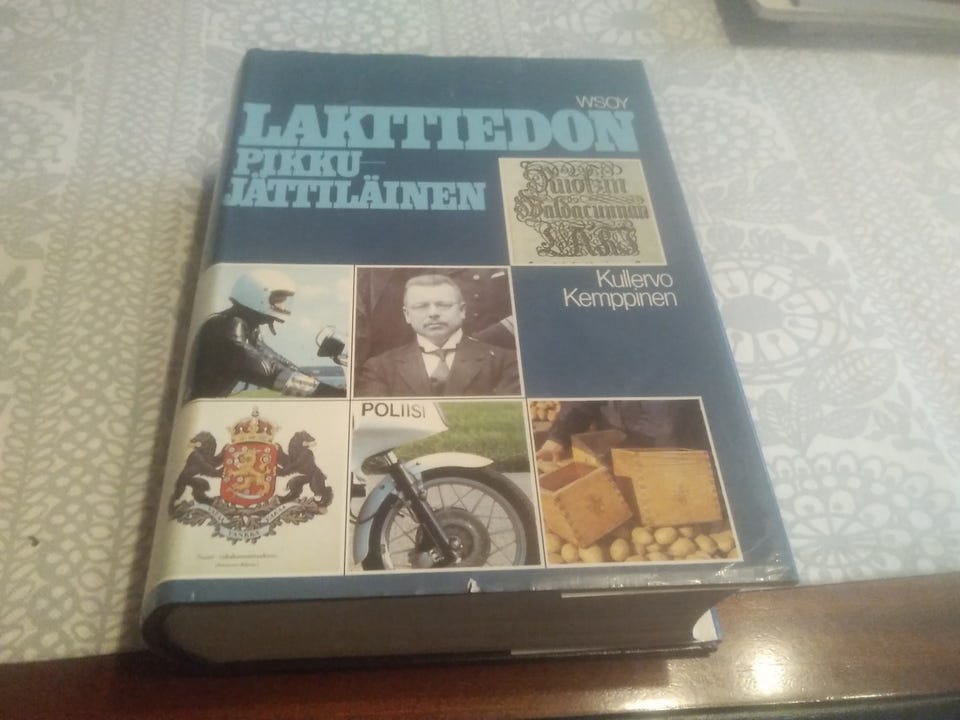 WSOY
LAKITIEDON
PIKKU-
JÄTTILÄINEN
Kullervo
Kemppinen
POLIISI